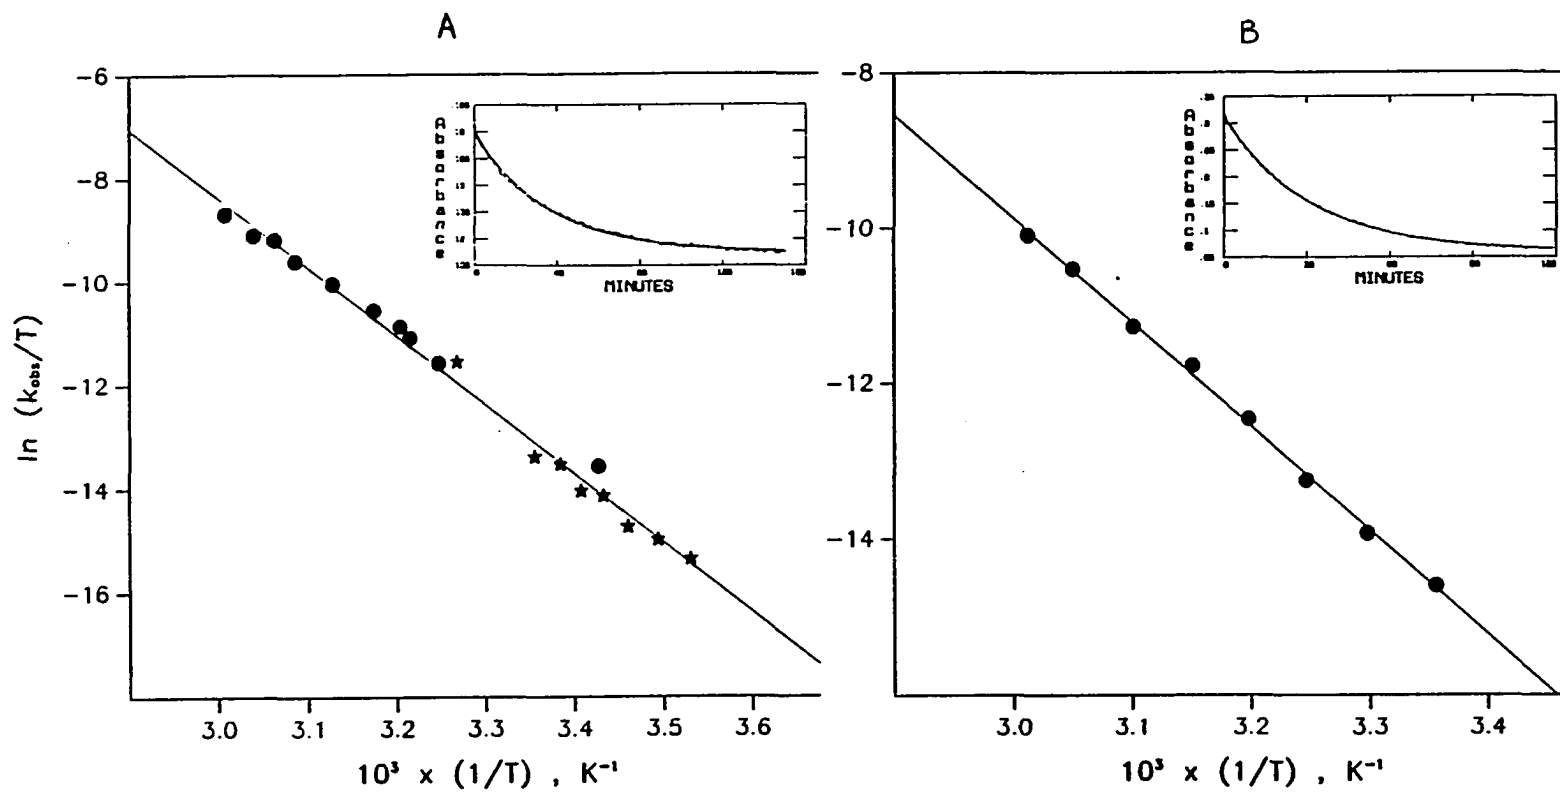 A
B
-6
-8
-10
-12
-14
-16
ln (kobs/T)
3.0 3.1 3.2 3.3 3.4 3.5 3.6
10³ x (1/T) , K⁻¹
Absorbance
MINUTES
-8
-10
-12
-14
3.0 3.1 3.2 3.3 3.4
10³ x (1/T) , K⁻¹
Absorbance
MINUTES